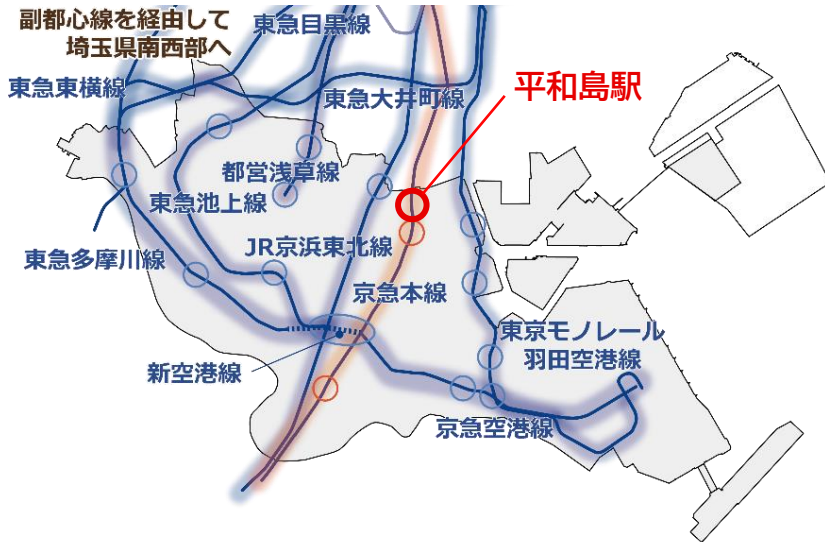 副都心線を経由して
埼玉県南西部へ
東急目黒線
東急東横線
東急大井町線
平和島駅
都営浅草線
東急池上線
JR京浜東北線
東急多摩川線
京急本線
東京モノレール
羽田空港線
新空港線
京急空港線